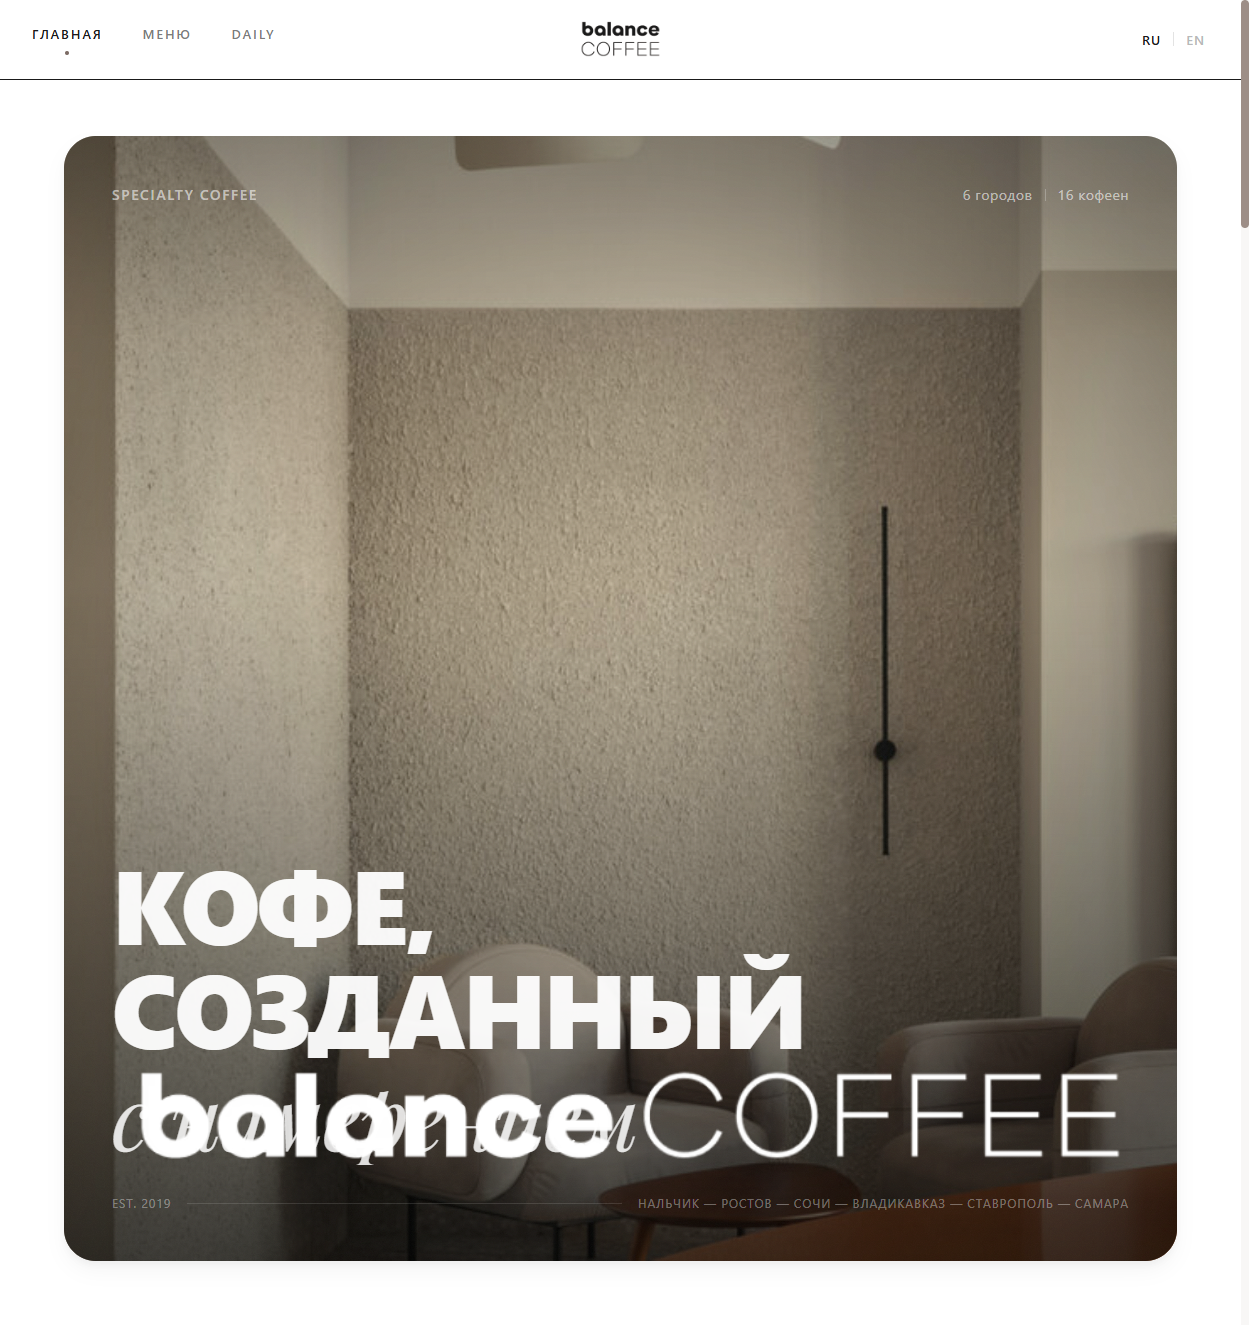 ГЛАВНАЯ МЕНЮ DAILY
balance
COFFEE
RU EN
SPECIALTY COFFEE
6 городов 16 кофеен
КОФЕ,
СОЗДАННЫЙ
с намерением
balance COFFEE
EST. 2019
НАЛЬЧИК — РОСТОВ — СОЧИ — ВЛАДИКАВКАЗ — СТАВРОПОЛЬ — САМАРА